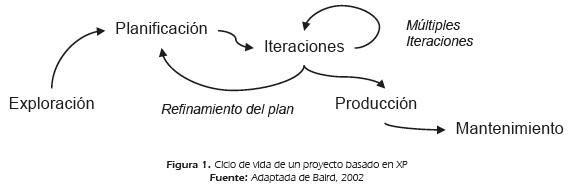 Planificación
Múltiples
Iteraciones
Iteraciones
Exploración
Refinamiento del plan
Producción
Mantenimiento
Figura 1. Ciclo de vida de un proyecto basado en XP
Fuente: Adaptada de Baird, 2002